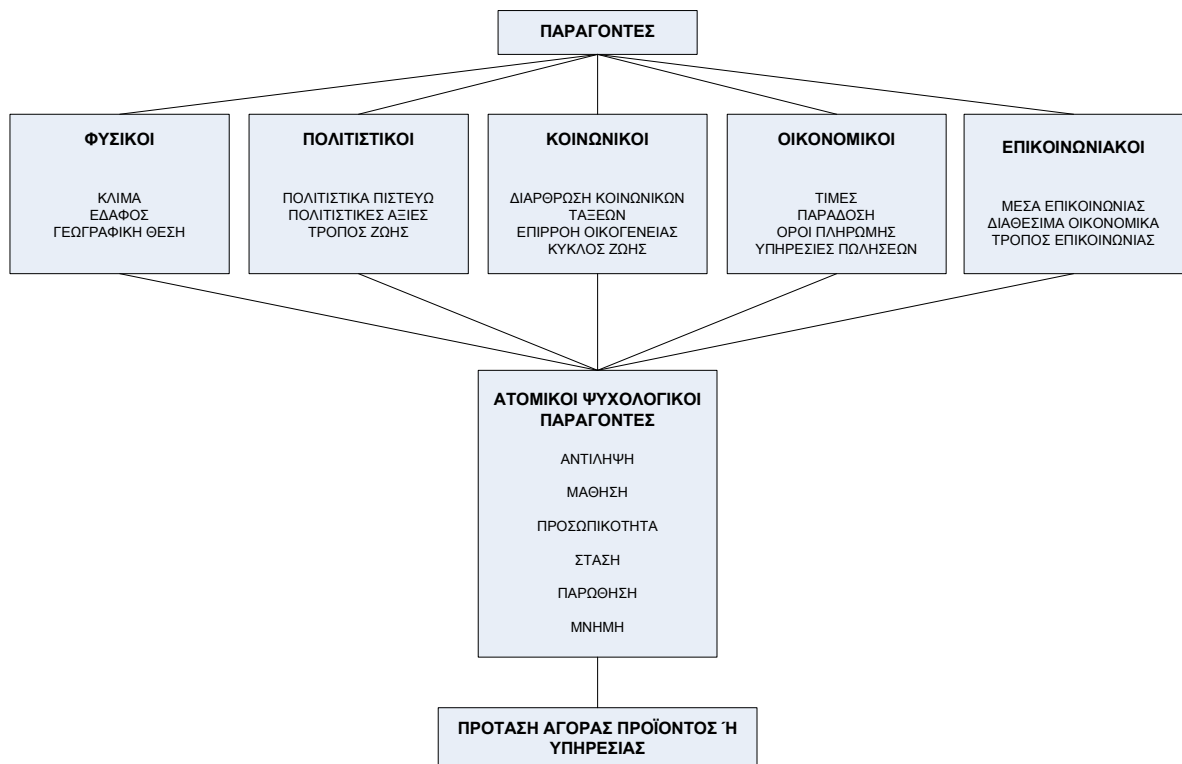 ΠΑΡΑΓΟΝΤΕΣ
ΦΥΣΙΚΟΙ
ΚΛΙΜΑ
ΕΔΑΦΟΣ
ΓΕΩΓΡΑΦΙΚΗ ΘΕΣΗ
ΠΟΛΙΤΙΣΤΙΚΟΙ
ΠΟΛΙΤΙΣΤΙΚΑ ΠΙΣΤΕΥΩ
ΠΟΛΙΤΙΣΤΙΚΕΣ ΑΞΙΕΣ
ΤΡΟΠΟΣ ΖΩΗΣ
ΚΟΙΝΩΝΙΚΟΙ
ΔΙΑΡΘΡΩΣΗ ΚΟΙΝΩΝΙΚΩΝ
ΤΑΞΕΩΝ
ΕΠΙΡΡΟΗ ΟΙΚΟΓΕΝΕΙΑΣ
ΚΥΚΛΟΣ ΖΩΗΣ
ΟΙΚΟΝΟΜΙΚΟΙ
ΤΙΜΕΣ
ΠΑΡΑΔΟΣΗ
ΟΡΟΙ ΠΛΗΡΩΜΗΣ
ΥΠΗΡΕΣΙΕΣ ΠΩΛΗΣΕΩΝ
ΕΠΙΚΟΙΝΩΝΙΑΚΟΙ
ΜΕΣΑ ΕΠΙΚΟΙΝΩΝΙΑΣ
ΔΙΑΘΕΣΙΜΑ ΟΙΚΟΝΟΜΙΚΑ
ΤΡΟΠΟΣ ΕΠΙΚΟΙΝΩΝΙΑΣ
ΑΤΟΜΙΚΟΙ ΨΥΧΟΛΟΓΙΚΟΙ
ΠΑΡΑΓΟΝΤΕΣ
ΑΝΤΙΛΗΨΗ
ΜΑΘΗΣΗ
ΠΡΟΣΩΠΙΚΟΤΗΤΑ
ΣΤΑΣΗ
ΠΑΡΩΘΗΣΗ
ΜΝΗΜΗ
ΠΡΟΤΑΣΗ ΑΓΟΡΑΣ ΠΡΟΪΟΝΤΟΣ Ή
ΥΠΗΡΕΣΙΑΣ